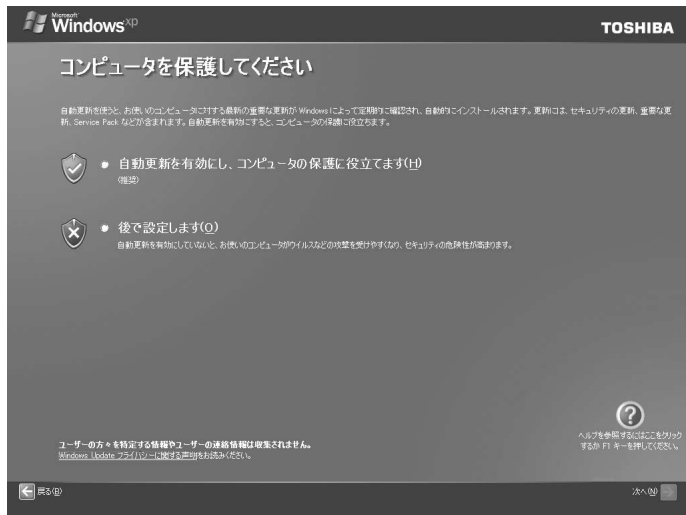 Microsoft
Windows xp
TOSHIBA
コンピュータを保護してください
自動更新を使うと、お使いのコンピュータに対する最新の重要な更新が Windows によって定期的に確認され、自動的にインストールされます。更新には、セキュリティの更新、重要な更
新、Service Pack などが含まれます。自動更新を有効にすると、コンピュータの保護に役立ちます。
自動更新を有効にし、コンピュータの保護に役立てます(H)
(推奨)
後で設定します(O)
自動更新を有効にしていないと、お使いのコンピュータがウイルスなどの攻撃を受けやすくなり、セキュリティの危険性が高まります。
ヘルプを参照するにはここをクリック
するか F1 キーを押してください。
ユーザーの方々を特定する情報やユーザーの連絡情報は収集されません。
Windows Update プライバシーに関する声明をお読みください。
戻る(B)
次へ(N)